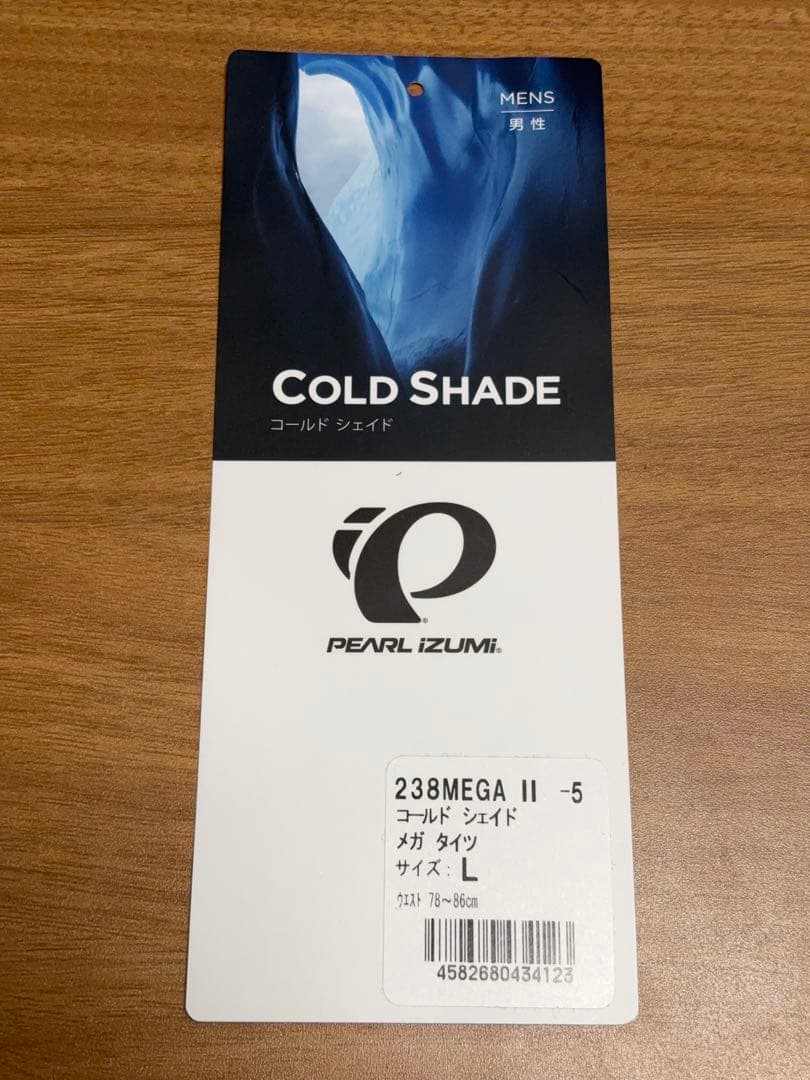 MENS
男性
COLD SHADE
コールド シェイド
PEARL iZUMi®
238MEGA II -5
コールド シェイド
メガ タイツ
サイズ: L
ウエスト 78～86cm
4582680434123